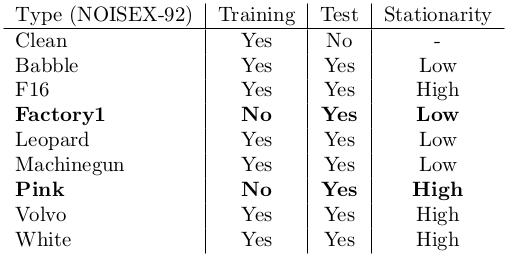 Type (NOISEX-92) Training Test Stationarity
Clean Yes No -
Babble Yes Yes Low
F16 Yes Yes High
Factory1 No Yes Low
Leopard Yes Yes Low
Machinegun Yes Yes Low
Pink No Yes High
Volvo Yes Yes High
White Yes Yes High